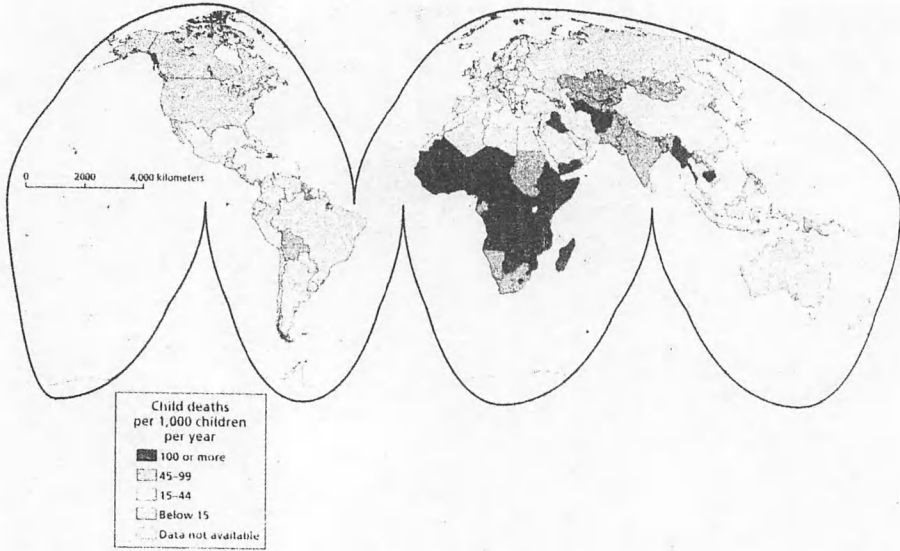 0 2000 4,000 kilometers
Child deaths
per 1,000 children
per year
100 or more
45–99
15–44
Below 15
Data not available